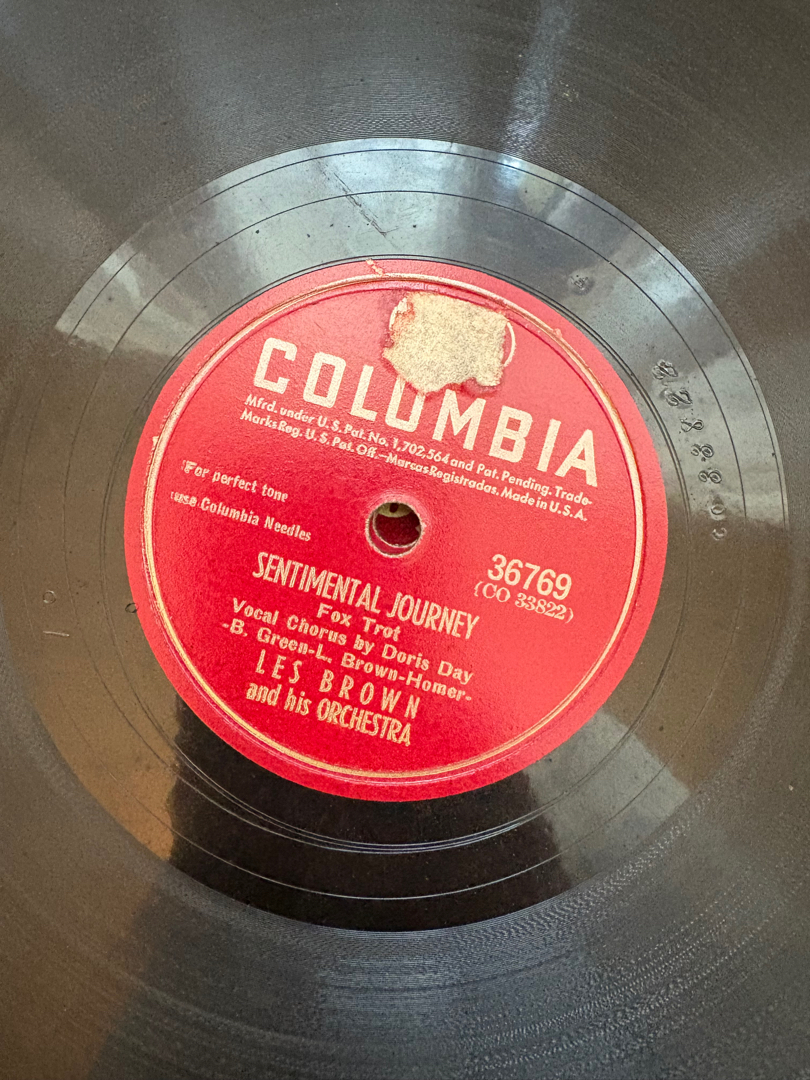 COLUMBIA
Mfrd. under U. S. Pat. No. 1,702,564 and Pat. Pending. Trade-
Marks Reg. U. S. Pat. Off.—Marcas Registradas. Made in U. S. A.
For perfect tone
use Columbia Needles
36769
(CO 33822)
SENTIMENTAL JOURNEY
Fox Trot
Vocal Chorus by Doris Day
-B. Green-L. Brown-Homer-
LES BROWN
and his ORCHESTRA